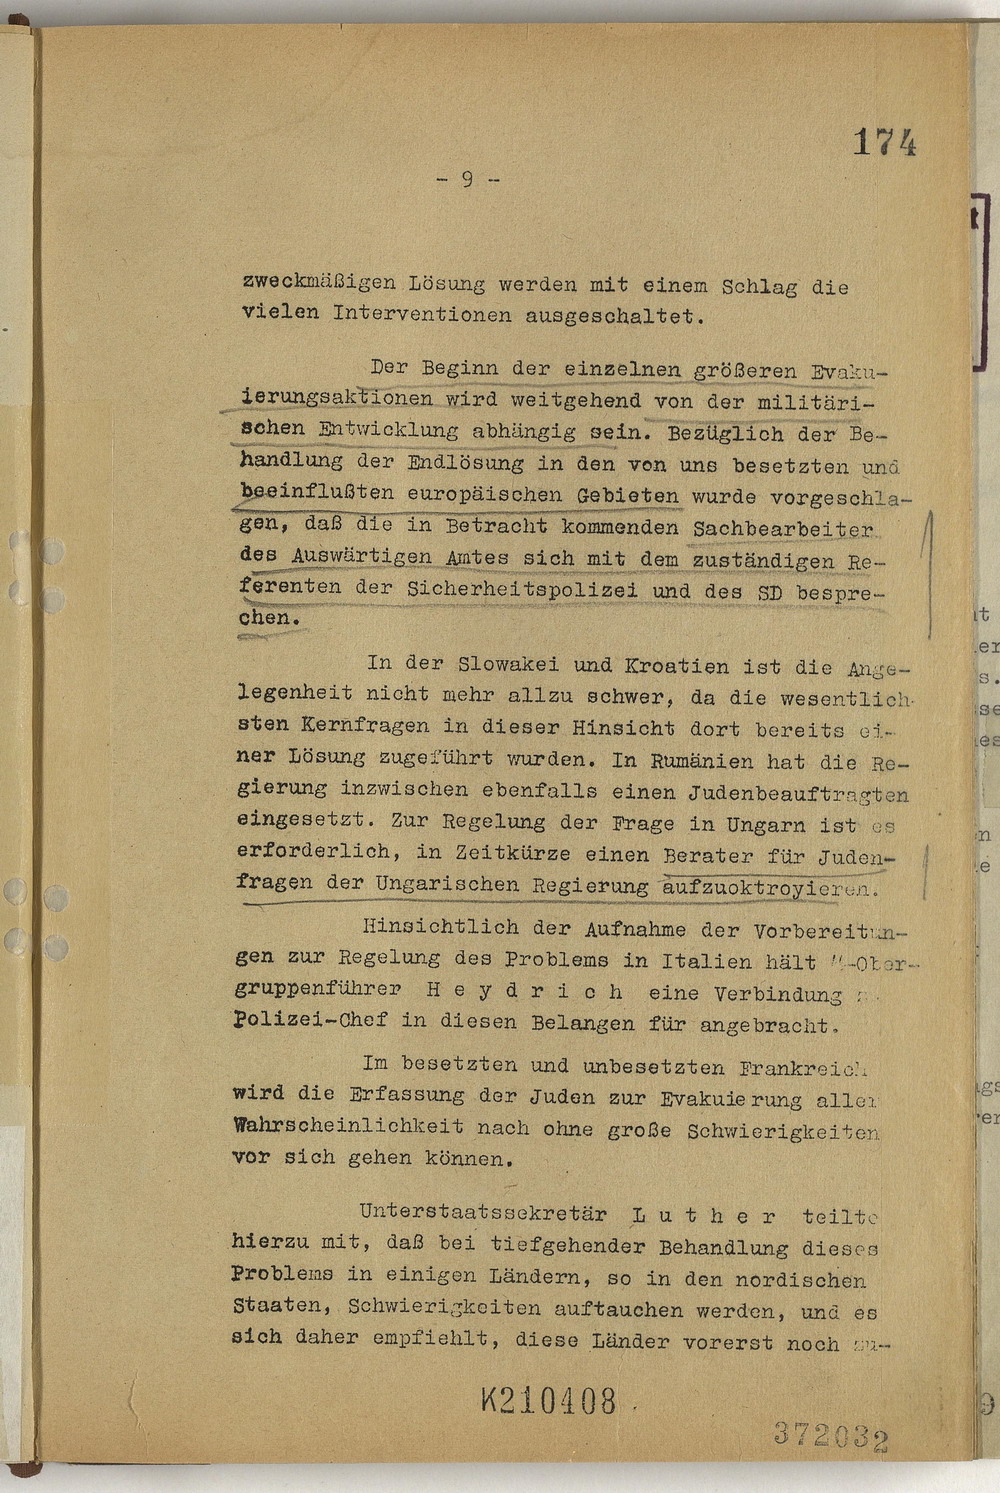 174
- 9 -
zweckmäßigen Lösung werden mit einem Schlag die
vielen Interventionen ausgeschaltet.
Der Beginn der einzelnen größeren Evaku-
ierungsaktionen wird weitgehend von der militäri-
schen Entwicklung abhängig sein. Bezüglich der Be-
handlung der Endlösung in den von uns besetzten und
beeinflußten europäischen Gebieten wurde vorgeschla-
gen, daß die in Betracht kommenden Sachbearbeiter
des Auswärtigen Amtes sich mit dem zuständigen Re-
ferenten der Sicherheitspolizei und des SD bespre-
chen.
In der Slowakei und Kroatien ist die Ange-
legenheit nicht mehr allzu schwer, da die wesentlich-
sten Kernfragen in dieser Hinsicht dort bereits ei-
ner Lösung zugeführt wurden. In Rumänien hat die Re-
gierung inzwischen ebenfalls einen Judenbeauftragten
eingesetzt. Zur Regelung der Frage in Ungarn ist es
erforderlich, in Zeitkürze einen Berater für Juden-
fragen der Ungarischen Regierung aufzuoktroyieren.
Hinsichtlich der Aufnahme der Vorbereitun-
gen zur Regelung des Problems in Italien hält ᛋᛋ-Ober-
gruppenführer H e y d r i c h eine Verbindung
Polizei-Chef in diesen Belangen für angebracht.
Im besetzten und unbesetzten Frankreich
wird die Erfassung der Juden zur Evakuierung aller
Wahrscheinlichkeit nach ohne große Schwierigkeiten
vor sich gehen können.
Unterstaatssekretär L u t h e r teilte
hierzu mit, daß bei tiefgehender Behandlung dieses
Problems in einigen Ländern, so in den nordischen
Staaten, Schwierigkeiten auftauchen werden, und es
sich daher empfiehlt, diese Länder vorerst noch zu-
K210408
372032